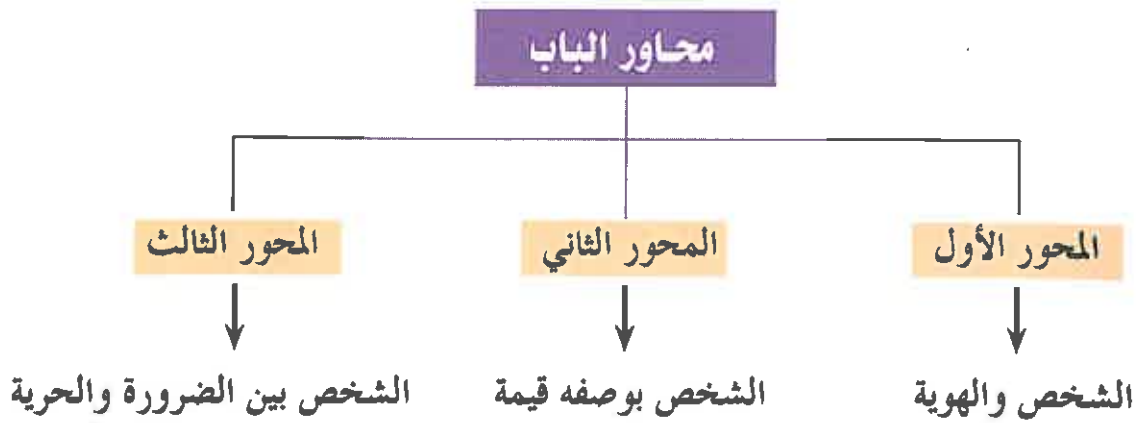 محاور الباب
المحور الأول
المحور الثاني
المحور الثالث
الشخص والهوية
الشخص بوصفه قيمة
الشخص بين الضرورة والحرية